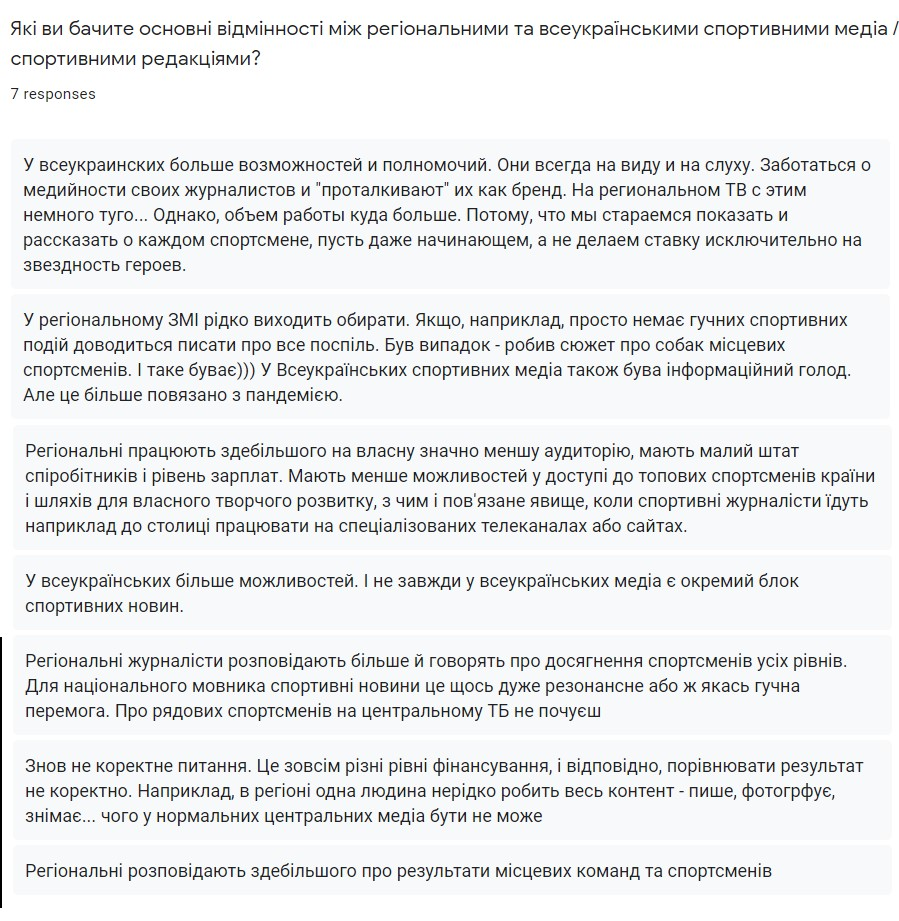 Які ви бачите основні відмінності між регіональними та всеукраїнськими спортивними медіа /
спортивними редакціями?
7 responses
У всеукраинских больше возможностей и полномочий. Они всегда на виду и на слуху. Заботаться о
медийности своих журналистов и "проталкивают" их как бренд. На региональном ТВ с этим
немного туго... Однако, объем работы куда больше. Потому, что мы стараемся показать и
рассказать о каждом спортсмене, пусть даже начинающем, а не делаем ставку исключительно на
звездность героев.
У регіональному ЗМІ рідко виходить обирати. Якщо, наприклад, просто немає гучних спортивних
подій доводиться писати про все поспіль. Був випадок - робив сюжет про собак місцевих
спортсменів. І таке буває))) У Всеукраїнських спортивних медіа також бува інформаційний голод.
Але це більше повязано з пандемією.
Регіональні працюють здебільшого на власну значно меншу аудиторію, мають малий штат
спіробітників і рівень зарплат. Мають менше можливостей у доступі до топових спортсменів країни
і шляхів для власного творчого розвитку, з чим і пов'язане явище, коли спортивні журналісти їдуть
наприклад до столиці працювати на спеціалізованих телеканалах або сайтах.
У всеукраїнських більше можливостей. І не завжди у всеукраїнських медіа є окремий блок
спортивних новин.
Регіональні журналісти розповідають більше й говорять про досягнення спортсменів усіх рівнів.
Для національного мовника спортивні новини це щось дуже резонансне або ж якась гучна
перемога. Про рядових спортсменів на центральному ТБ не почуєш
Знов не коректне питання. Це зовсім різні рівні фінансування, і відповідно, порівнювати результат
не коректно. Наприклад, в регіоні одна людина нерідко робить весь контент - пише, фотогрфує,
знімає... чого у нормальних центральних медіа бути не може
Регіональні розповідають здебільшого про результати місцевих команд та спортсменів